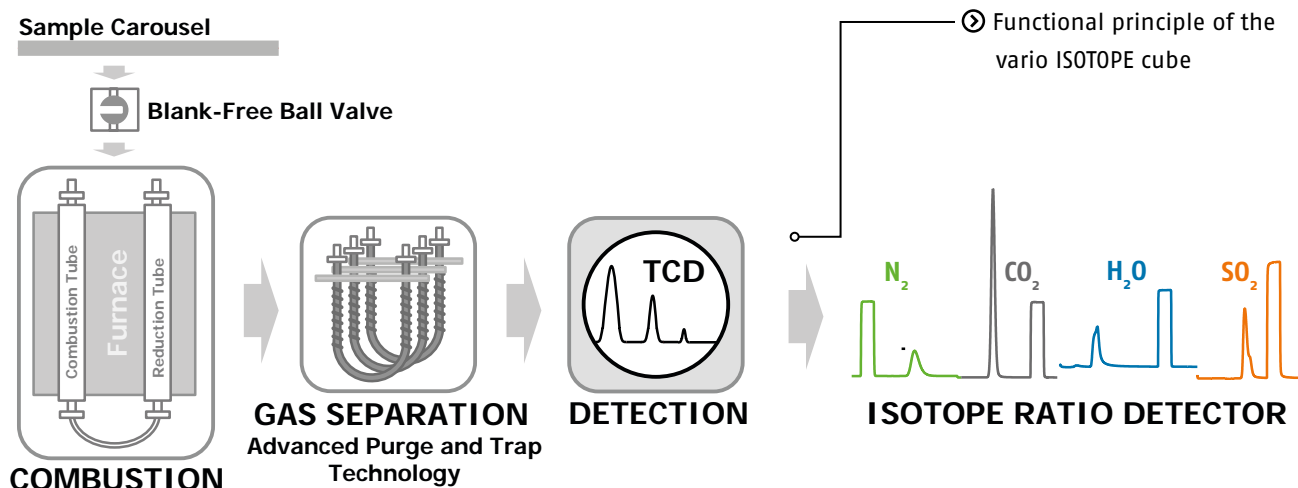 Sample Carousel
Functional principle of the
vario ISOTOPE cube
Blank-Free Ball Valve
Combustion Tube
Furnace
Reduction Tube
TCD
N₂
CO₂
H₂O
SO₂
COMBUSTION
GAS SEPARATION
Advanced Purge and Trap
Technology
DETECTION
ISOTOPE RATIO DETECTOR